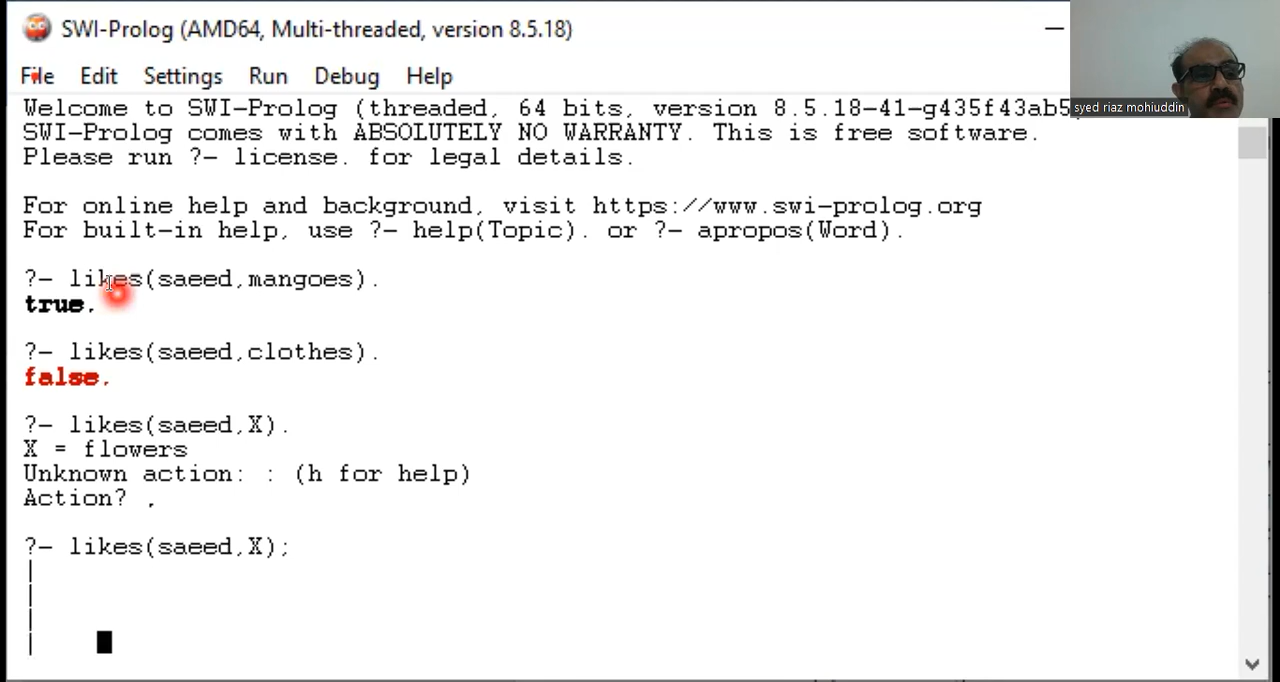 SWI-Prolog (AMD64, Multi-threaded, version 8.5.18)
File Edit Settings Run Debug Help
Welcome to SWI-Prolog (threaded, 64 bits, version 8.5.18-41-g435f43ab5
SWI-Prolog comes with ABSOLUTELY NO WARRANTY. This is free software.
Please run ?- license. for legal details.
For online help and background, visit https://www.swi-prolog.org
For built-in help, use ?- help(Topic). or ?- apropos(Word).
?- likes(saeed,mangoes).
true.
?- likes(saeed,clothes).
false.
?- likes(saeed,X).
X = flowers
Unknown action: : (h for help)
Action? .
?- likes(saeed,X);
|
|
|
|
syed riaz mohiuddin